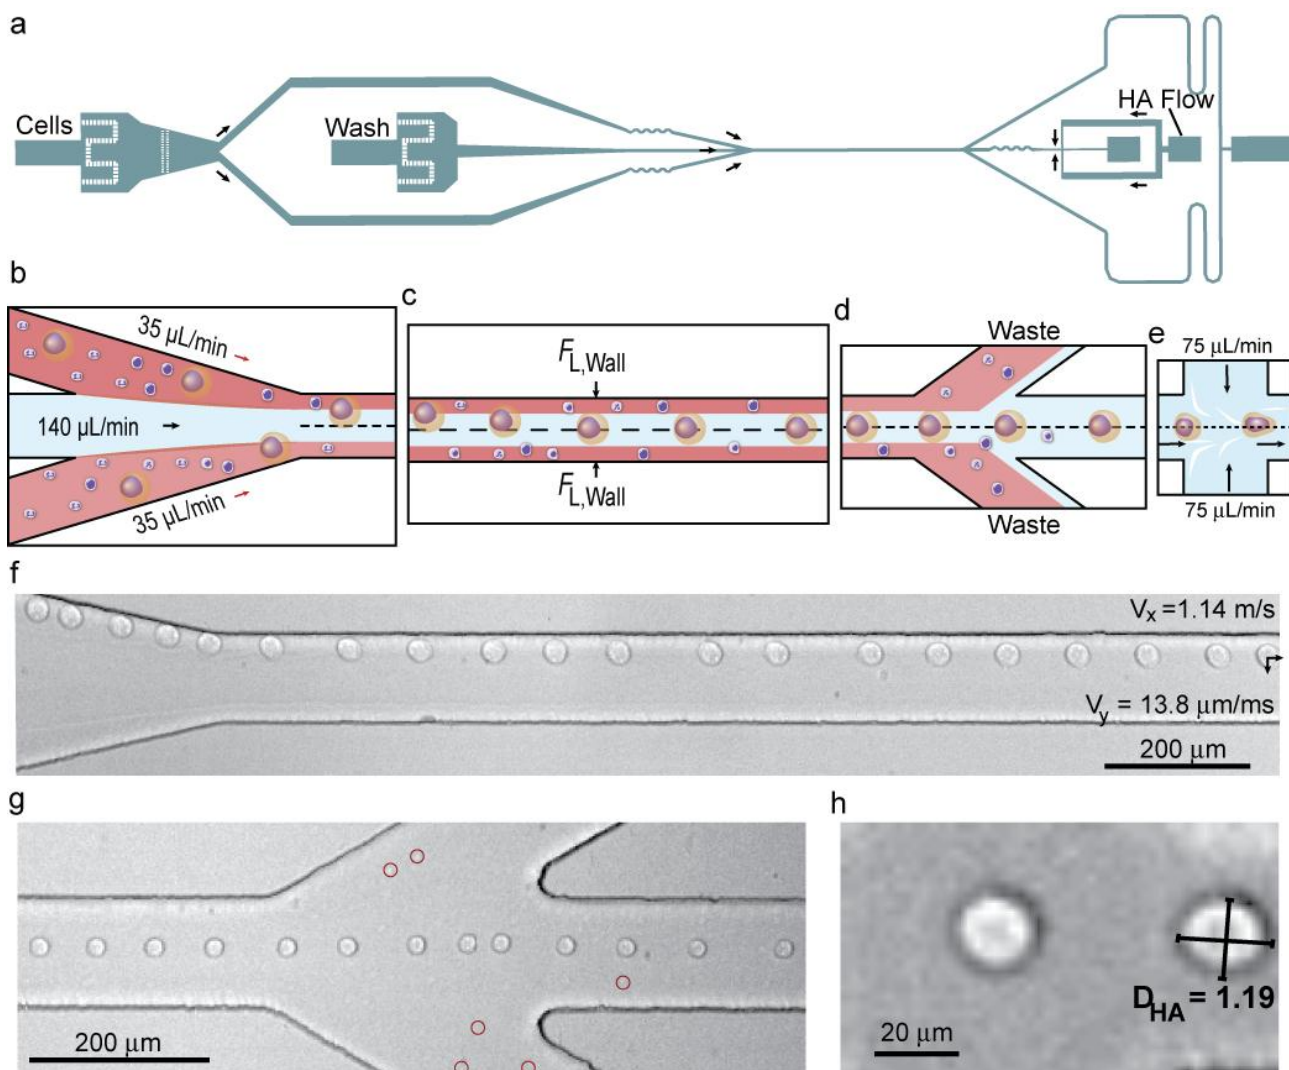 a
Cells
Wash
HA Flow
b
35 μL/min
140 μL/min
35 μL/min
c
F_L,Wall
F_L,Wall
d
Waste
Waste
e
75 μL/min
75 μL/min
f
V_x =1.14 m/s
V_y = 13.8 μm/ms
200 μm
g
200 μm
h
D_HA = 1.19
20 μm